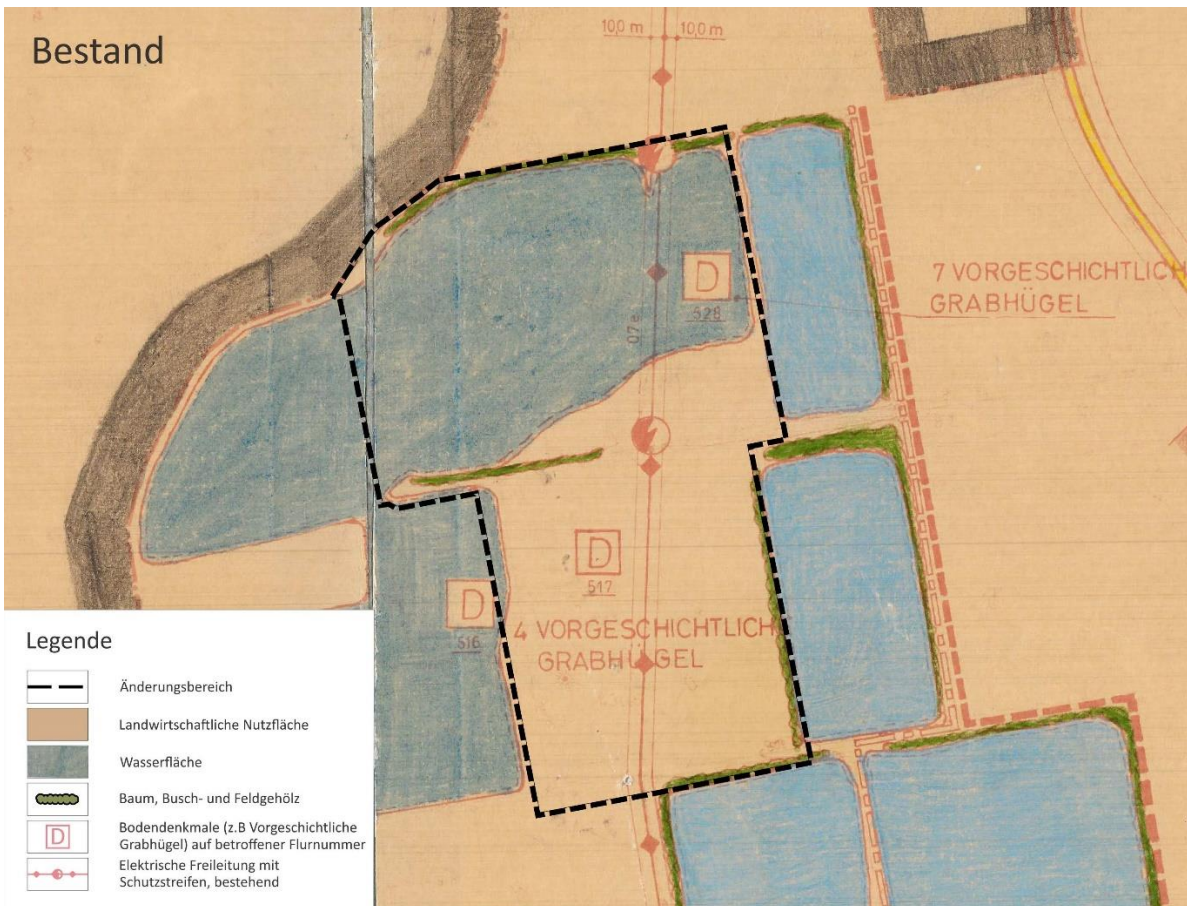 Bestand
10,0 m
10,0 m
D
528
7 VORGESCHICHTLICH
GRABHÜGEL
D
517
D
516
4 VORGESCHICHTLICH
GRABHÜGEL
Legende
Änderungsbereich
Landwirtschaftliche Nutzfläche
Wasserfläche
Baum, Busch- und Feldgehölz
D
Bodendenkmale (z.B Vorgeschichtliche
Grabhügel) auf betroffener Flurnummer
Elektrische Freileitung mit
Schutzstreifen, bestehend